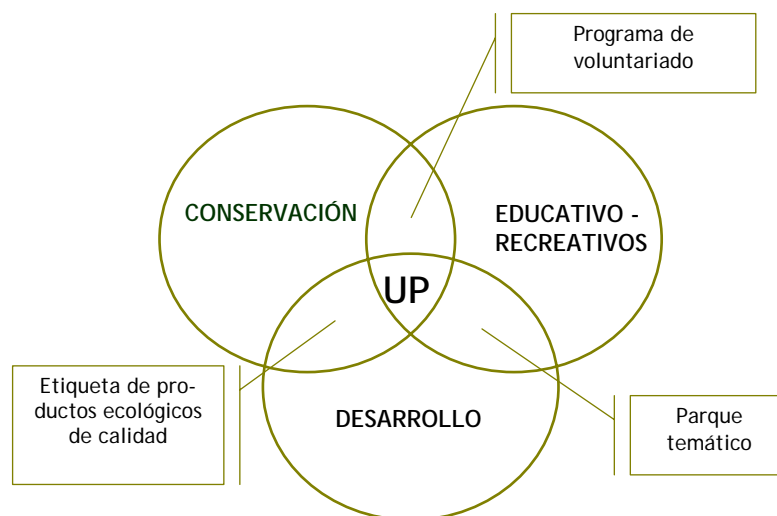 Programa de
voluntariado
CONSERVACIÓN
EDUCATIVO -
RECREATIVOS
UP
Etiqueta de pro-
ductos ecológicos
de calidad
DESARROLLO
Parque
temático